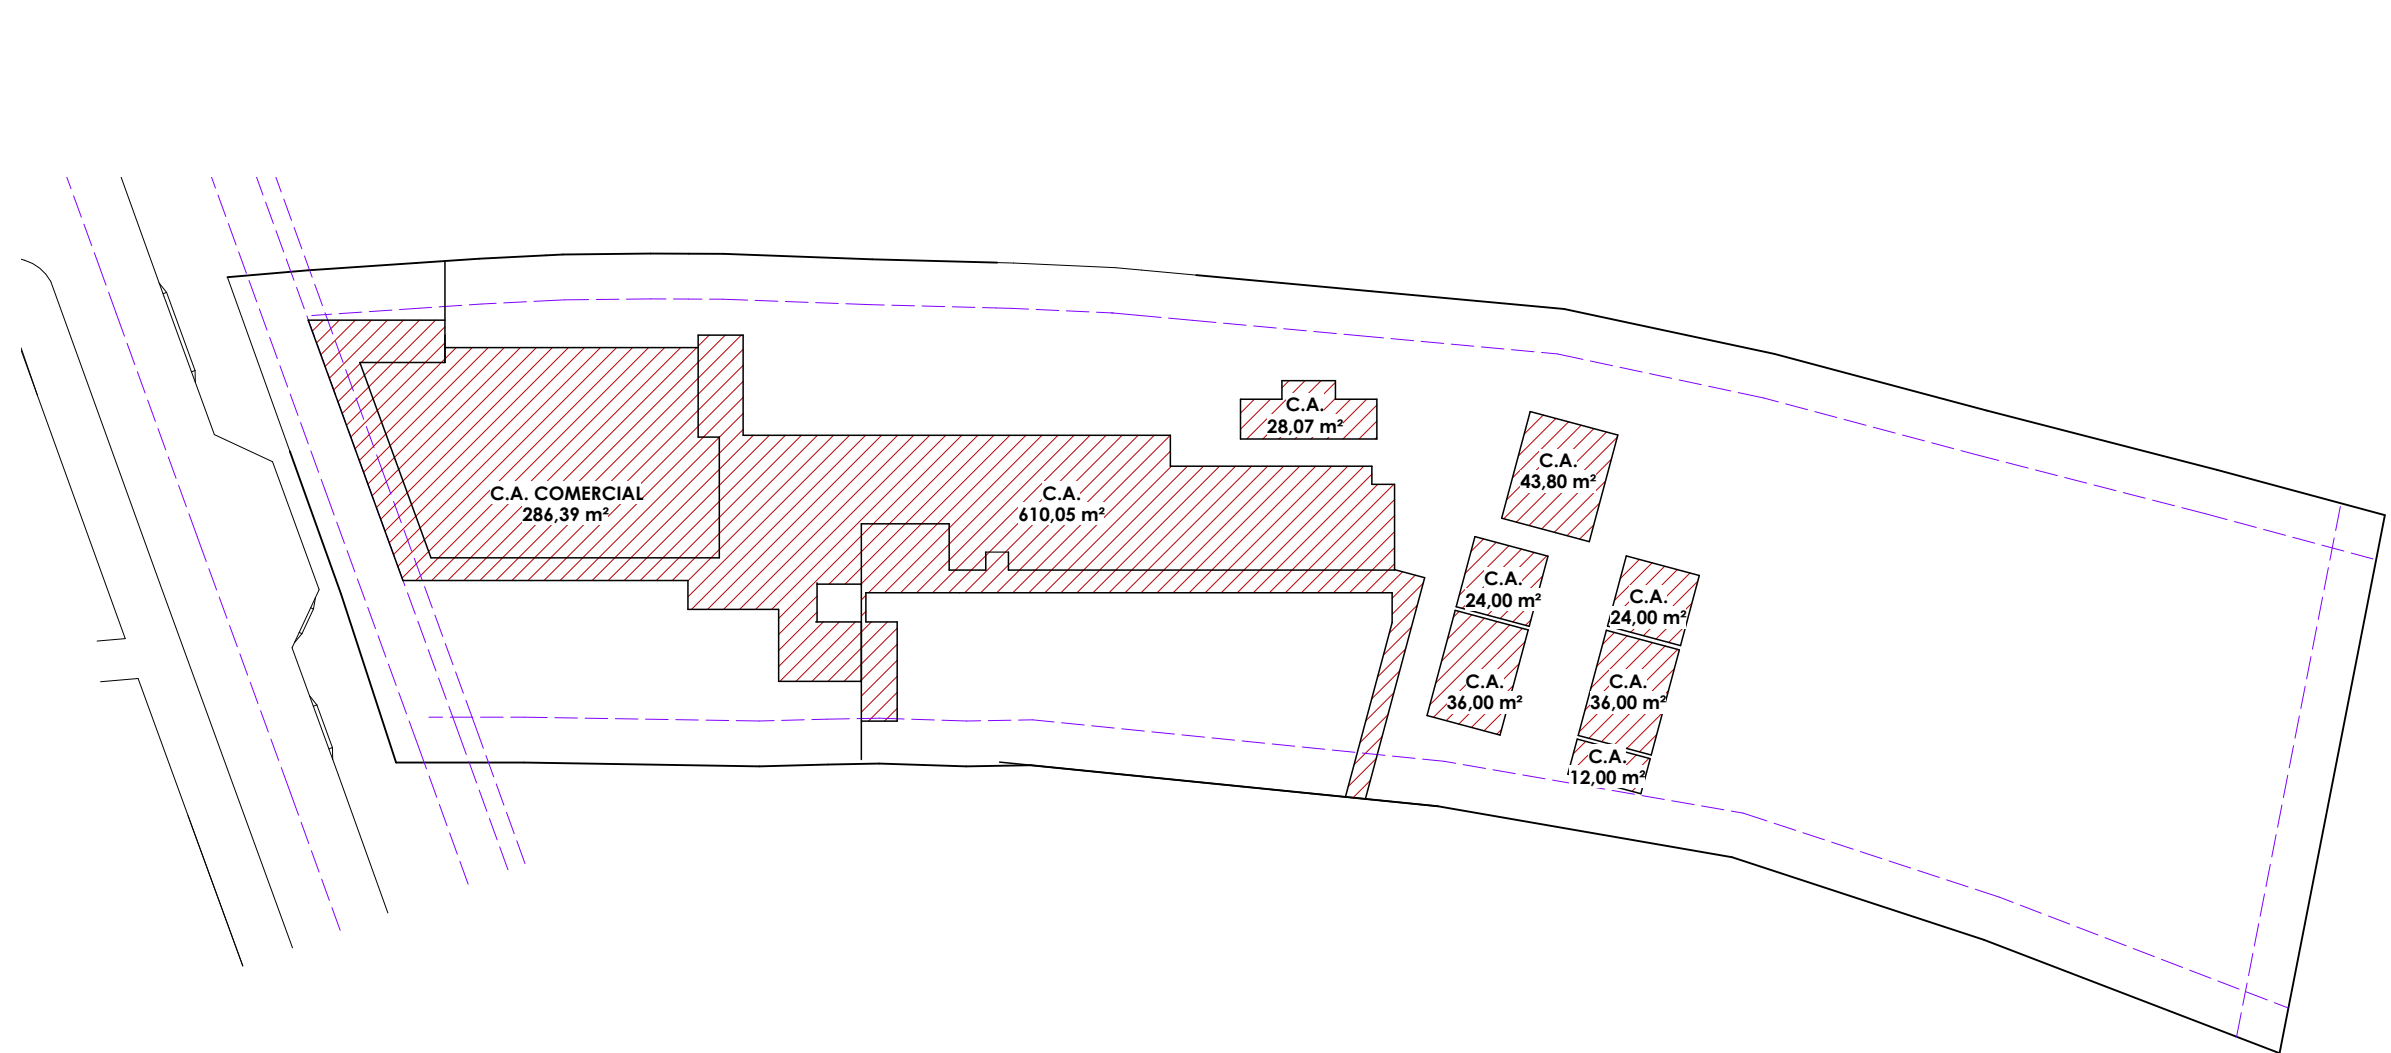 C.A. COMERCIAL
286,39 m²
C.A.
610,05 m²
C.A.
28,07 m²
C.A.
43,80 m²
C.A.
24,00 m²
C.A.
36,00 m²
C.A.
24,00 m²
C.A.
36,00 m²
C.A.
12,00 m²